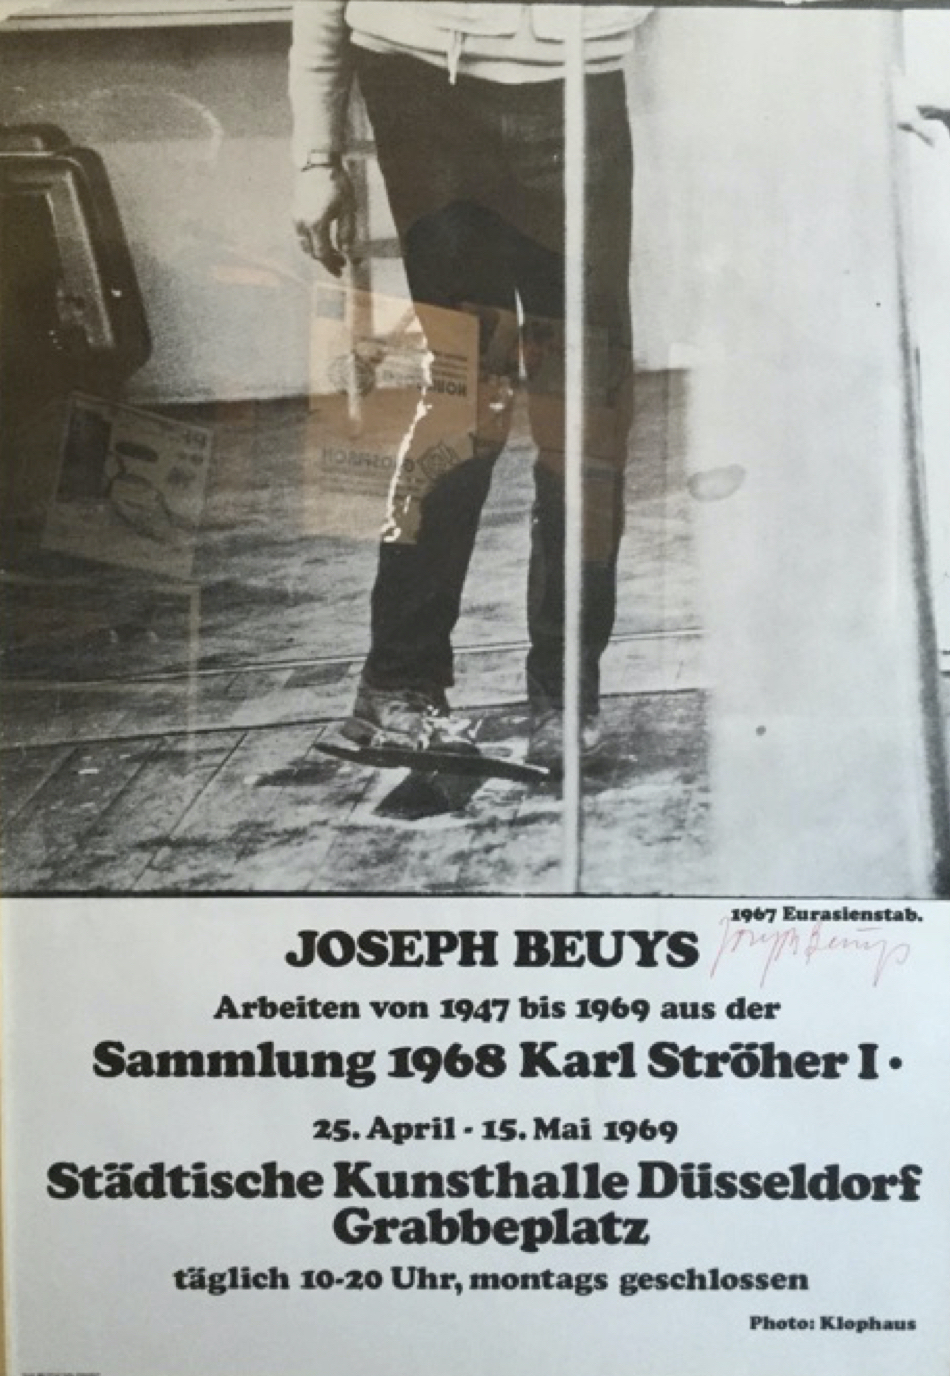 1967 Eurasienstab.
JOSEPH BEUYS
Joseph Beuys
Arbeiten von 1947 bis 1969 aus der
Sammlung 1968 Karl Ströher I •
25. April - 15. Mai 1969
Städtische Kunsthalle Düsseldorf
Grabbeplatz
täglich 10-20 Uhr, montags geschlossen
Photo: Klophaus